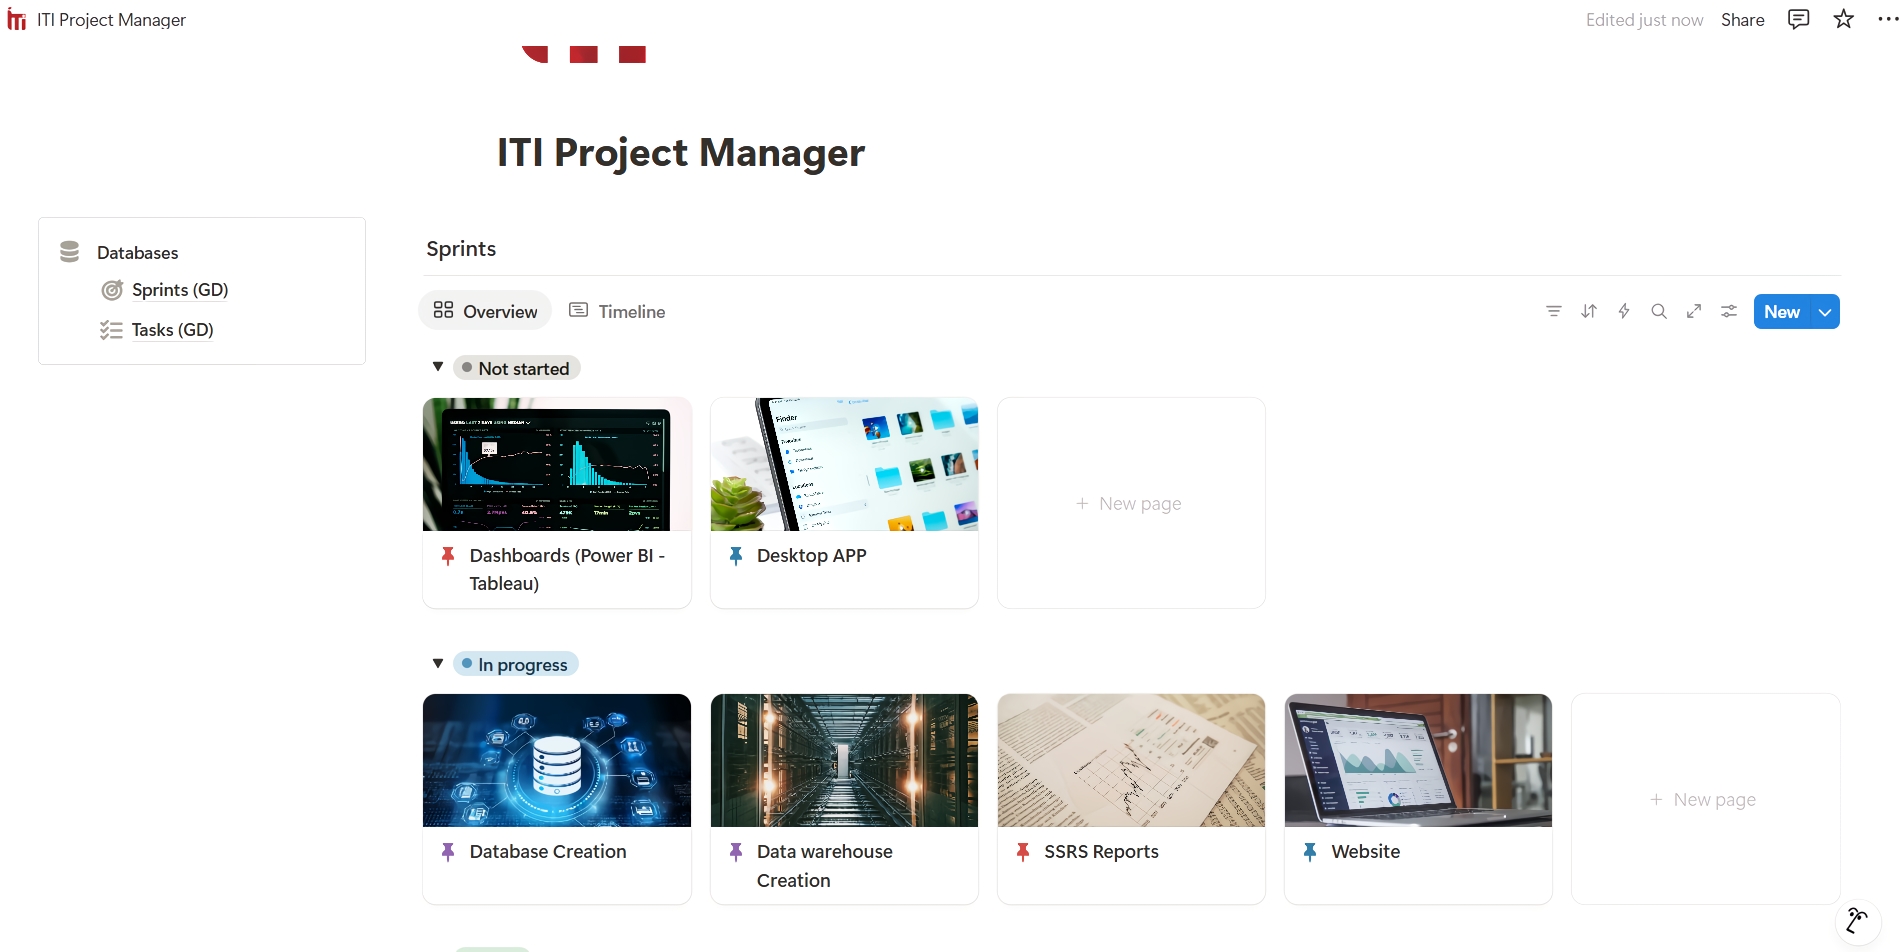 ITI Project Manager
Edited just now
Share
ITI Project Manager
Databases
Sprints (GD)
Tasks (GD)
Sprints
Overview
Timeline
New
Not started
Finder
+ New page
Dashboards (Power BI -
Tableau)
Desktop APP
In progress
+ New page
Database Creation
Data warehouse
Creation
SSRS Reports
Website